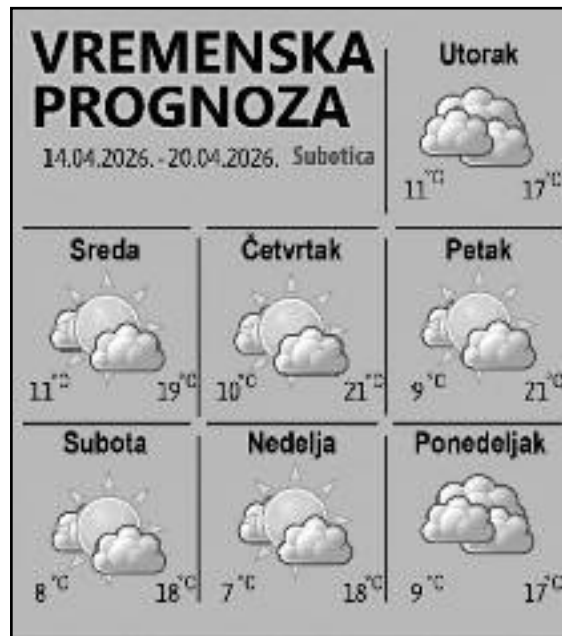 VREMENSKA
PROGNOZA
14.04.2026. - 20.04.2026. Subotica
Utorak
11°C 17°C
Sreda
11°C 19°C
Četvrtak
10°C 21°C
Petak
9°C 21°C
Subota
8°C 18°C
Nedelja
7°C 18°C
Ponedeljak
9°C 17°C